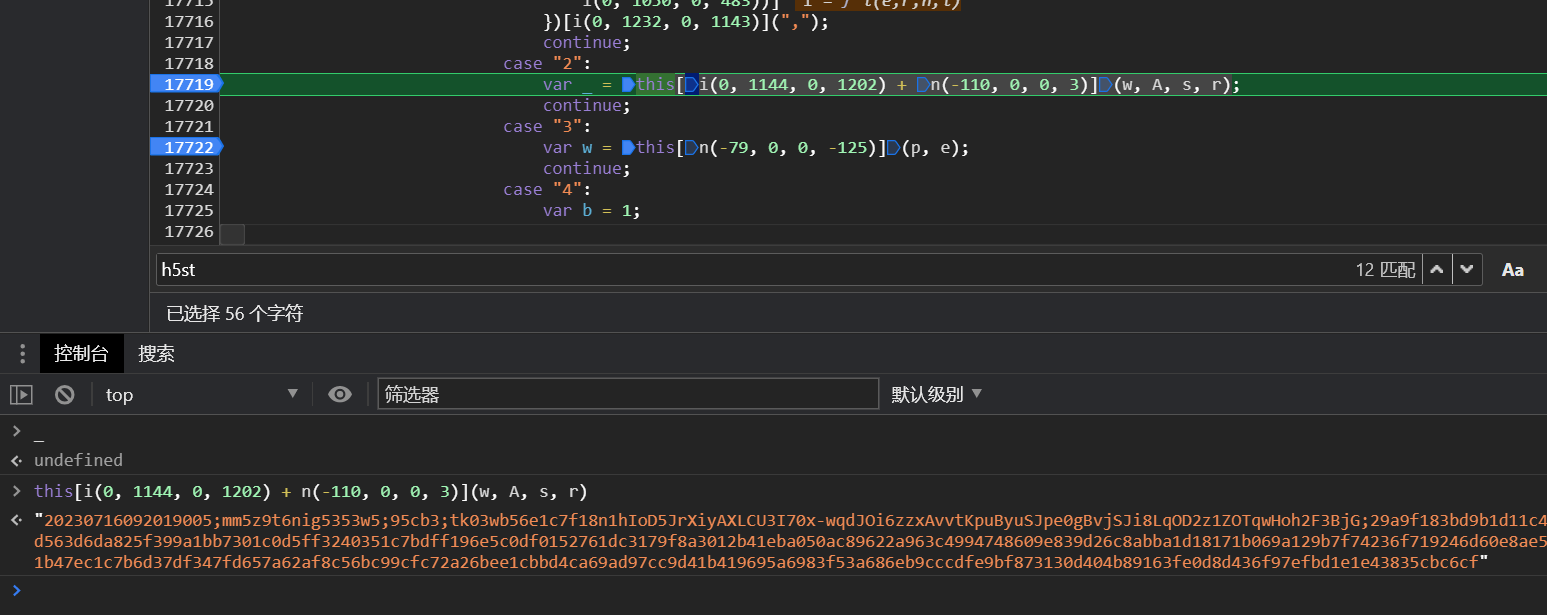 17715 i(0, 1050, 0, 483))] i = ƒ t(e,r,n,t)
17716 })[i(0, 1232, 0, 1143)](",");
17717 continue;
17718 case "2":
17719 var _ = this[i(0, 1144, 0, 1202) + n(-110, 0, 0, 3)](w, A, s, r);
17720 continue;
17721 case "3":
17722 var w = this[n(-79, 0, 0, -125)](p, e);
17723 continue;
17724 case "4":
17725 var b = 1;
17726
h5st 12 匹配 Aa
已选择 56 个字符
控制台 搜索
top 筛选器 默认级别
_
undefined
this[i(0, 1144, 0, 1202) + n(-110, 0, 0, 3)](w, A, s, r)
"20230716092019005;mm5z9t6nig5353w5;95cb3;tk03wb56e1c7f18n1hIoD5JrXiyAXLCU3I70x-wqdJOi6zzxAvvtKpuByuSJpe0gBvjSJi8LqOD2z1ZOTqwHoh2F3BjG;29a9f183bd9b1d11c4
d563d6da825f399a1bb7301c0d5ff3240351c7bdff196e5c0df0152761dc3179f8a3012b41eba050ac89622a963c4994748609e839d26c8abba1d18171b069a129b7f74236f719246d60e8ae5
1b47ec1c7b6d37df347fd657a62af8c56bc99cfc72a26bee1cbbd4ca69ad97cc9d41b419695a6983f53a686eb9cccdfe9bf873130d404b89163fe0d8d436f97efbd1e1e43835cbc6cf"